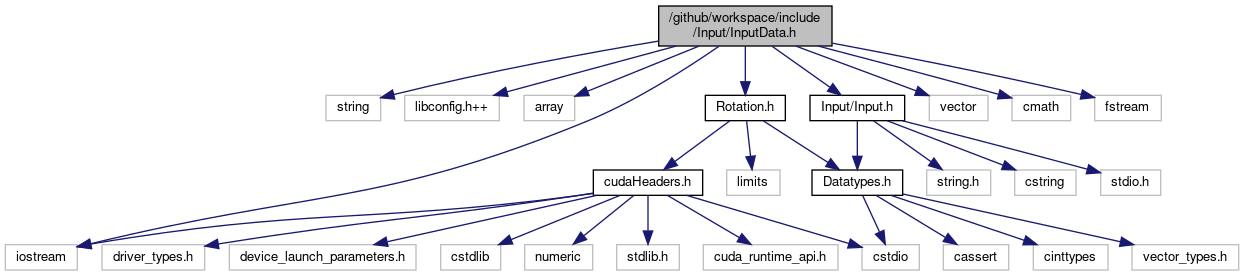 /github/workspace/include
/Input/InputData.h
string
libconfig.h++
array
Rotation.h
Input/Input.h
vector
cmath
fstream
cudaHeaders.h
limits
Datatypes.h
string.h
cstring
stdio.h
iostream
driver_types.h
device_launch_parameters.h
cstdlib
numeric
stdlib.h
cuda_runtime_api.h
cstdio
cassert
cinttypes
vector_types.h